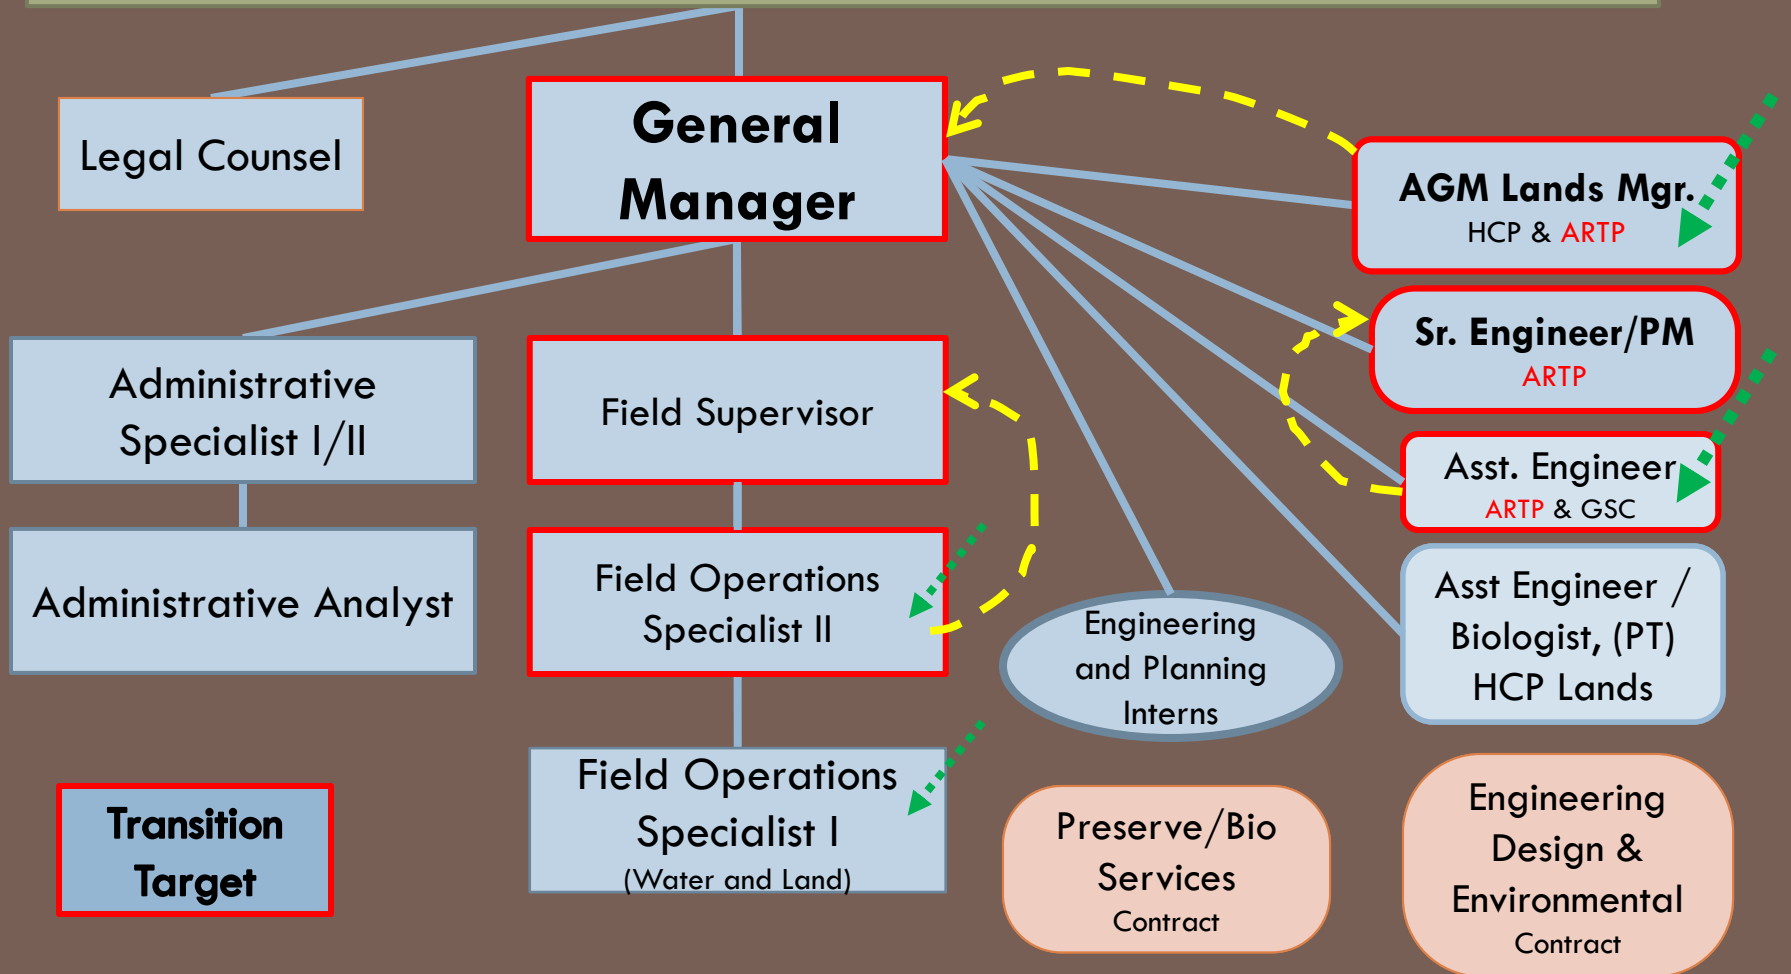 Legal Counsel
General
Manager
AGM Lands Mgr.
HCP & ARTP
Sr. Engineer/PM
ARTP
Administrative
Specialist I/II
Field Supervisor
Asst. Engineer
ARTP & GSC
Administrative Analyst
Field Operations
Specialist II
Engineering
and Planning
Interns
Asst Engineer /
Biologist, (PT)
HCP Lands
Transition
Target
Field Operations
Specialist I
(Water and Land)
Preserve/Bio
Services
Contract
Engineering
Design &
Environmental
Contract